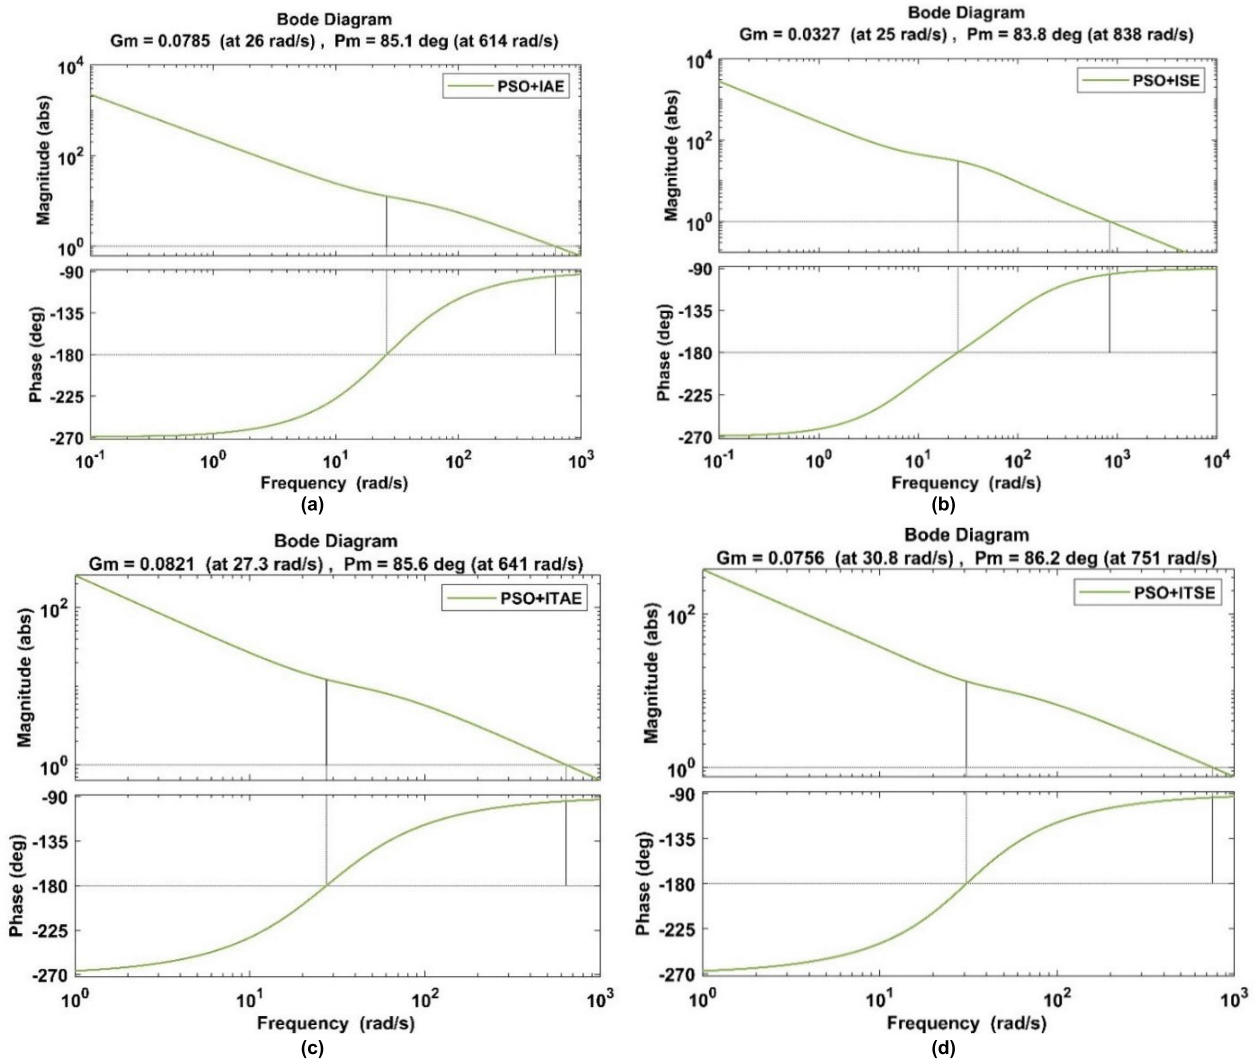 Bode Diagram
Gm = 0.0785 (at 26 rad/s) , Pm = 85.1 deg (at 614 rad/s)
10^4
10^2
10^0
Magnitude (abs)
PSO+IAE
-90
-135
-180
-225
-270
Phase (deg)
10^-1 10^0 10^1 10^2 10^3
Frequency (rad/s)
(a)
Bode Diagram
Gm = 0.0327 (at 25 rad/s) , Pm = 83.8 deg (at 838 rad/s)
10^4
10^2
10^0
Magnitude (abs)
PSO+ISE
-90
-135
-180
-225
-270
Phase (deg)
10^-1 10^0 10^1 10^2 10^3 10^4
Frequency (rad/s)
(b)
Bode Diagram
Gm = 0.0821 (at 27.3 rad/s) , Pm = 85.6 deg (at 641 rad/s)
10^2
10^0
Magnitude (abs)
PSO+ITAE
-90
-135
-180
-225
-270
Phase (deg)
10^0 10^1 10^2 10^3
Frequency (rad/s)
(c)
Bode Diagram
Gm = 0.0756 (at 30.8 rad/s) , Pm = 86.2 deg (at 751 rad/s)
10^2
10^0
Magnitude (abs)
PSO+ITSE
-90
-135
-180
-225
-270
Phase (deg)
10^0 10^1 10^2 10^3
Frequency (rad/s)
(d)